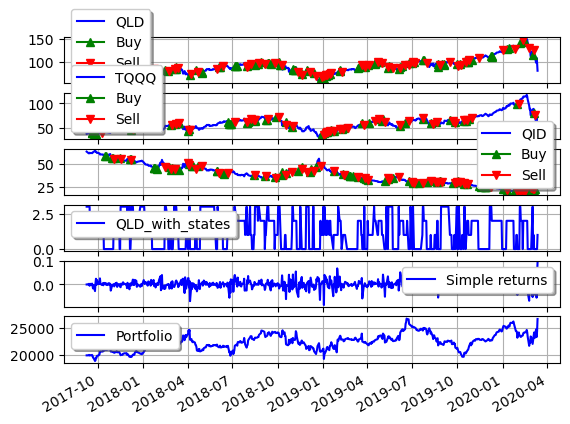 QLD
Buy
Sell
150
100
TQQQ
Buy
Sell
100
50
QID
Buy
Sell
50
25
QLD_with_states
2.5
0.0
Simple returns
0.1
0.0
Portfolio
25000
20000
2017-10
2018-01
2018-04
2018-07
2018-10
2019-01
2019-04
2019-07
2019-10
2020-01
2020-04